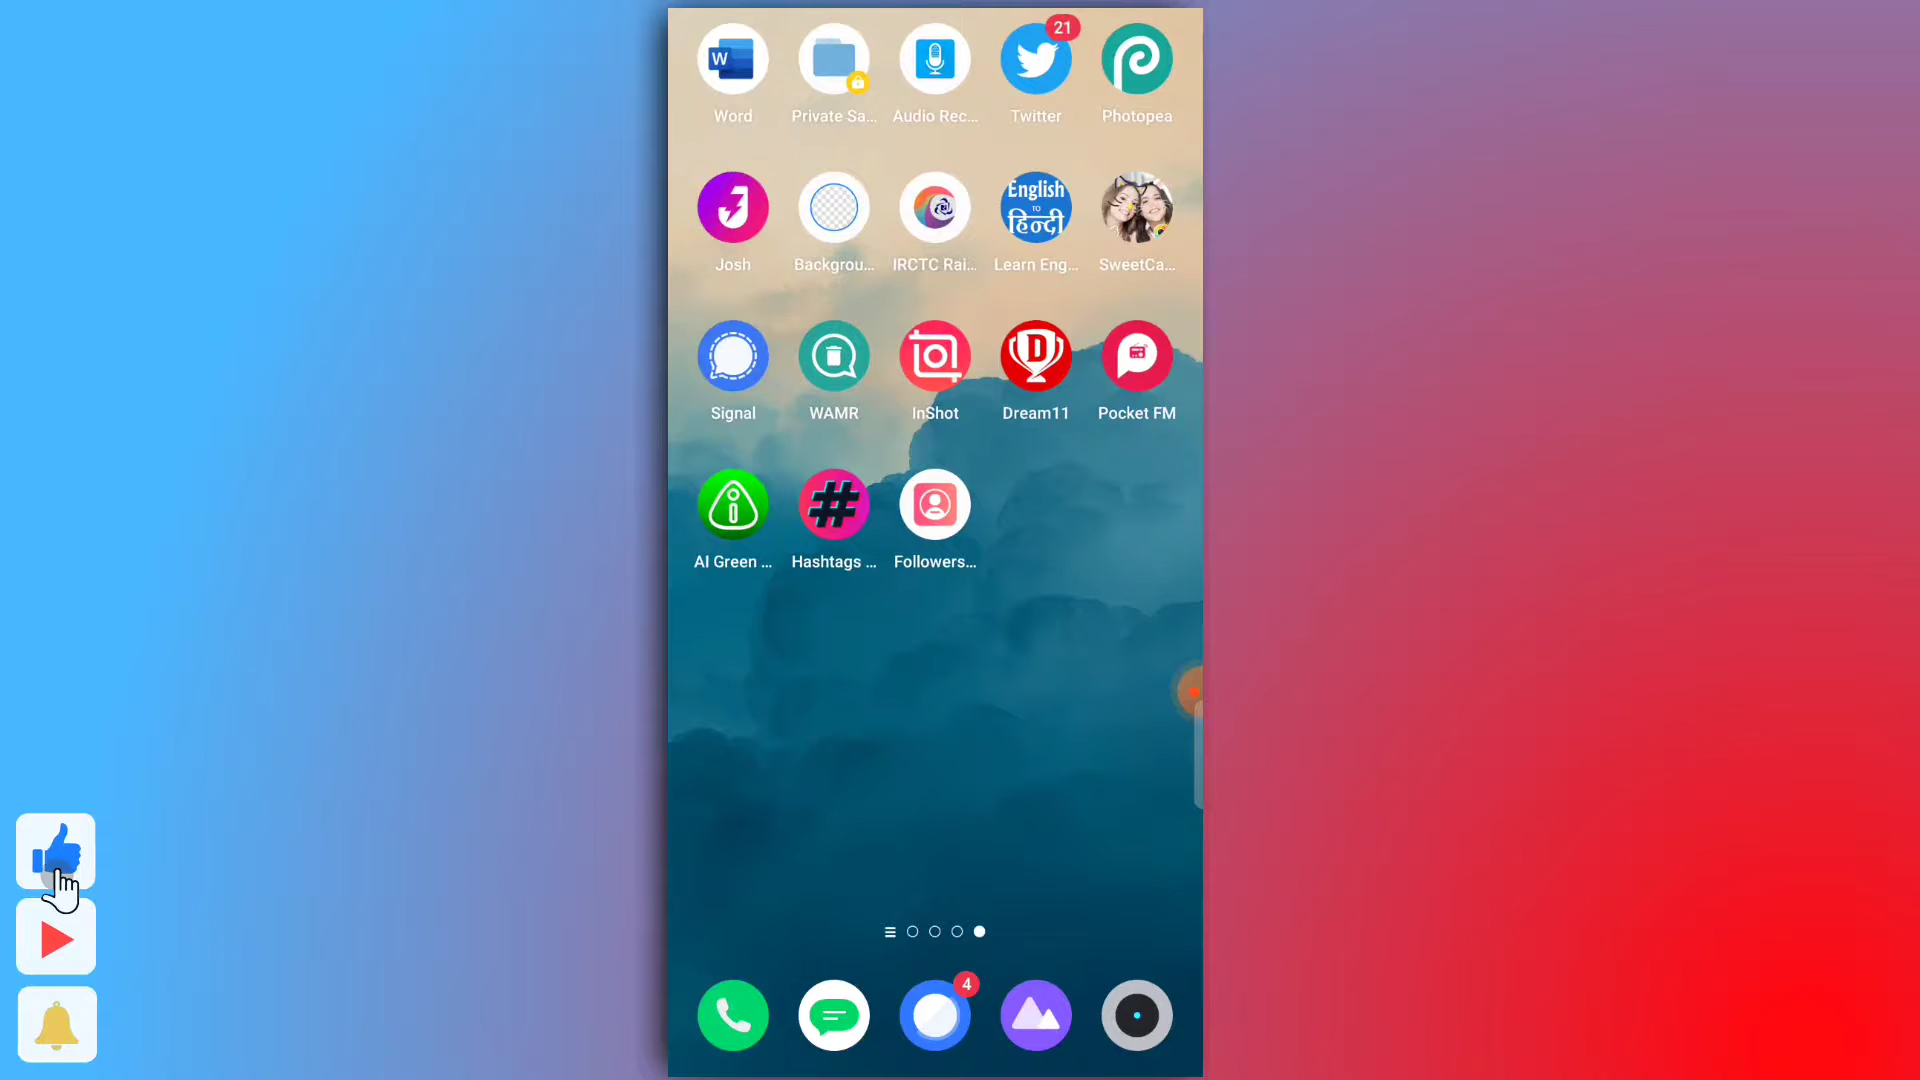 21
W
Word
Private Sa...
Audio Rec...
Twitter
Photopea
English
TO
हिन्दी
Josh
Backgrou...
IRCTC Rai...
Learn Eng...
SweetCa...
D
Signal
WAMR
InShot
Dream11
Pocket FM
#
AI Green ...
Hashtags ...
Followers...
4